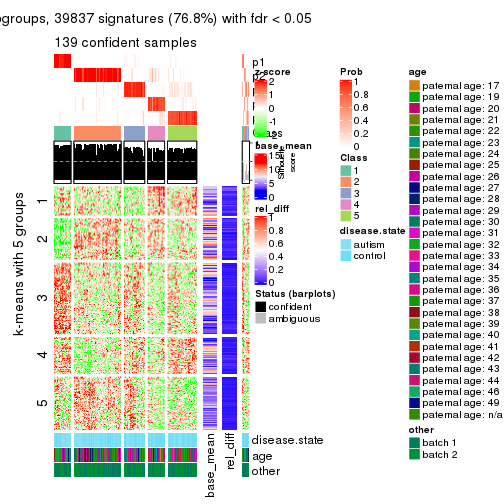 ogroups, 39837 signatures (76.8%) with fdr < 0.05
139 confident samples
p1
p2
z-score
2
1
0
-1
-2
Class
base_mean
15
10
5
0
Silhouette
score
rel_diff
1
0.8
0.6
0.4
0.2
0
Status (barplots)
confident
ambiguous
Prob
1
0.8
0.6
0.4
0.2
0
Class
1
2
3
4
5
disease.state
autism
control
age
paternal age: 17
paternal age: 19
paternal age: 20
paternal age: 21
paternal age: 22
paternal age: 23
paternal age: 24
paternal age: 25
paternal age: 26
paternal age: 27
paternal age: 28
paternal age: 29
paternal age: 30
paternal age: 31
paternal age: 32
paternal age: 33
paternal age: 34
paternal age: 35
paternal age: 36
paternal age: 37
paternal age: 38
paternal age: 39
paternal age: 40
paternal age: 41
paternal age: 42
paternal age: 43
paternal age: 44
paternal age: 46
paternal age: 49
paternal age: n/a
other
batch 1
batch 2
k-means with 5 groups
1
2
3
4
5
disease.state
age
other
base_mean
rel_diff